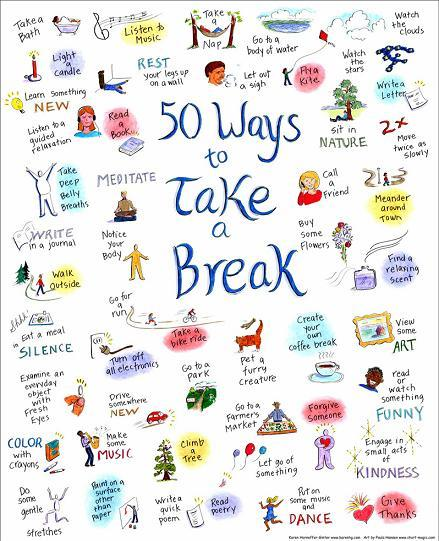 Take a
Bath
Listen to
Music
Take
a
Nap
Go to a
body of water
Watch
the clouds
Light
a
candle
REST
your legs up
on a wall
Let out
a sigh
Fly a
Kite
Watch
the
stars
Write a
Letter
Learn something
NEW
Read
a
Book
50 Ways
to
Take
a
Break
sit in
NATURE
2x
Move
twice as
slowly
Listen to a
guided
relaxation
Take
Deep
Belly
Breaths
MEDITATE
Call
a
Friend
Meander
around
Town
WRITE
in a journal
Notice
Your
Body
Buy
some
Flowers
Find a
relaxing
scent
Walk
outside
Go for
a
run
Shhh
Eat a meal
in
SILENCE
Take a
bike ride
Create
your
own
coffee break
View
some
ART
Turn off
all electronics
Pet a
furry
creature
Examine an
everyday
object
with
Fresh
Eyes
Drive
somewhere
NEW
Go to a
Park
read or
watch
something
FUNNY
Go to a
Farmer's
Market
Forgive
Someone
COLOR
with
Crayons
Make
some
MUSIC
Climb
a
Tree
Let go of
something
Engage in
small acts
of
KINDNESS
Do
some
gentle
stretches
Paint on a
surface
other
than
paper
Write a
quick
poem
Read
poetry
Put on
some music
and
DANCE
Give
Thanks